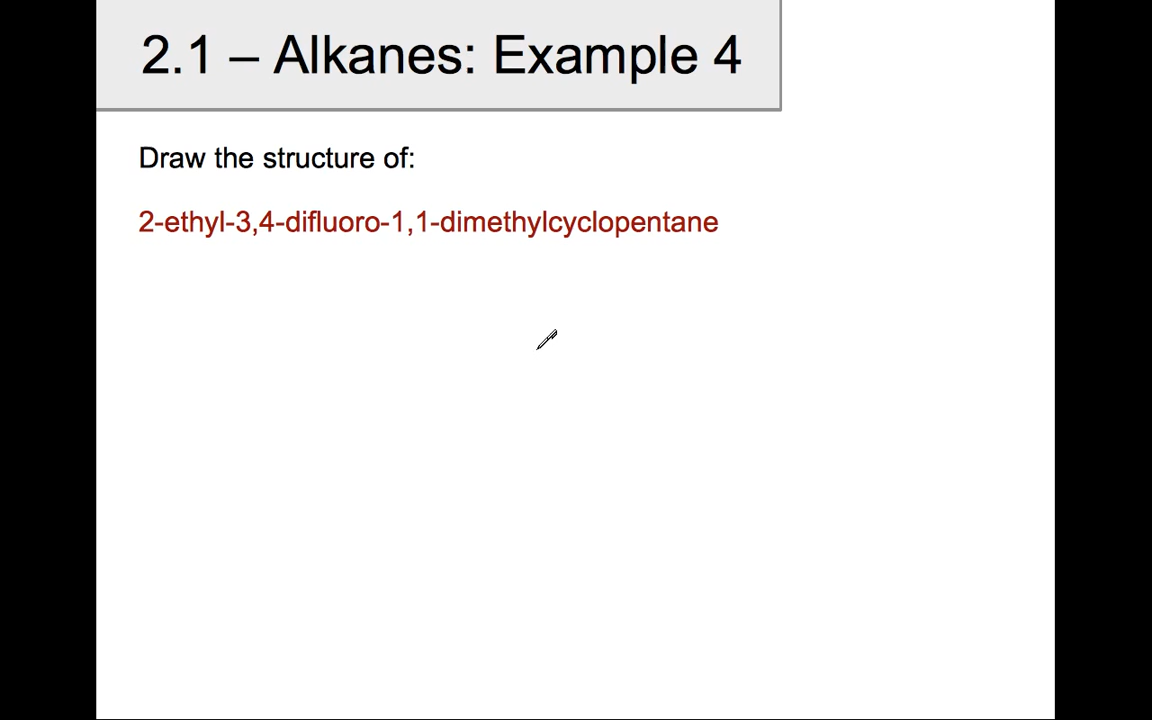 2.1 – Alkanes: Example 4
Draw the structure of:
2-ethyl-3,4-difluoro-1,1-dimethylcyclopentane